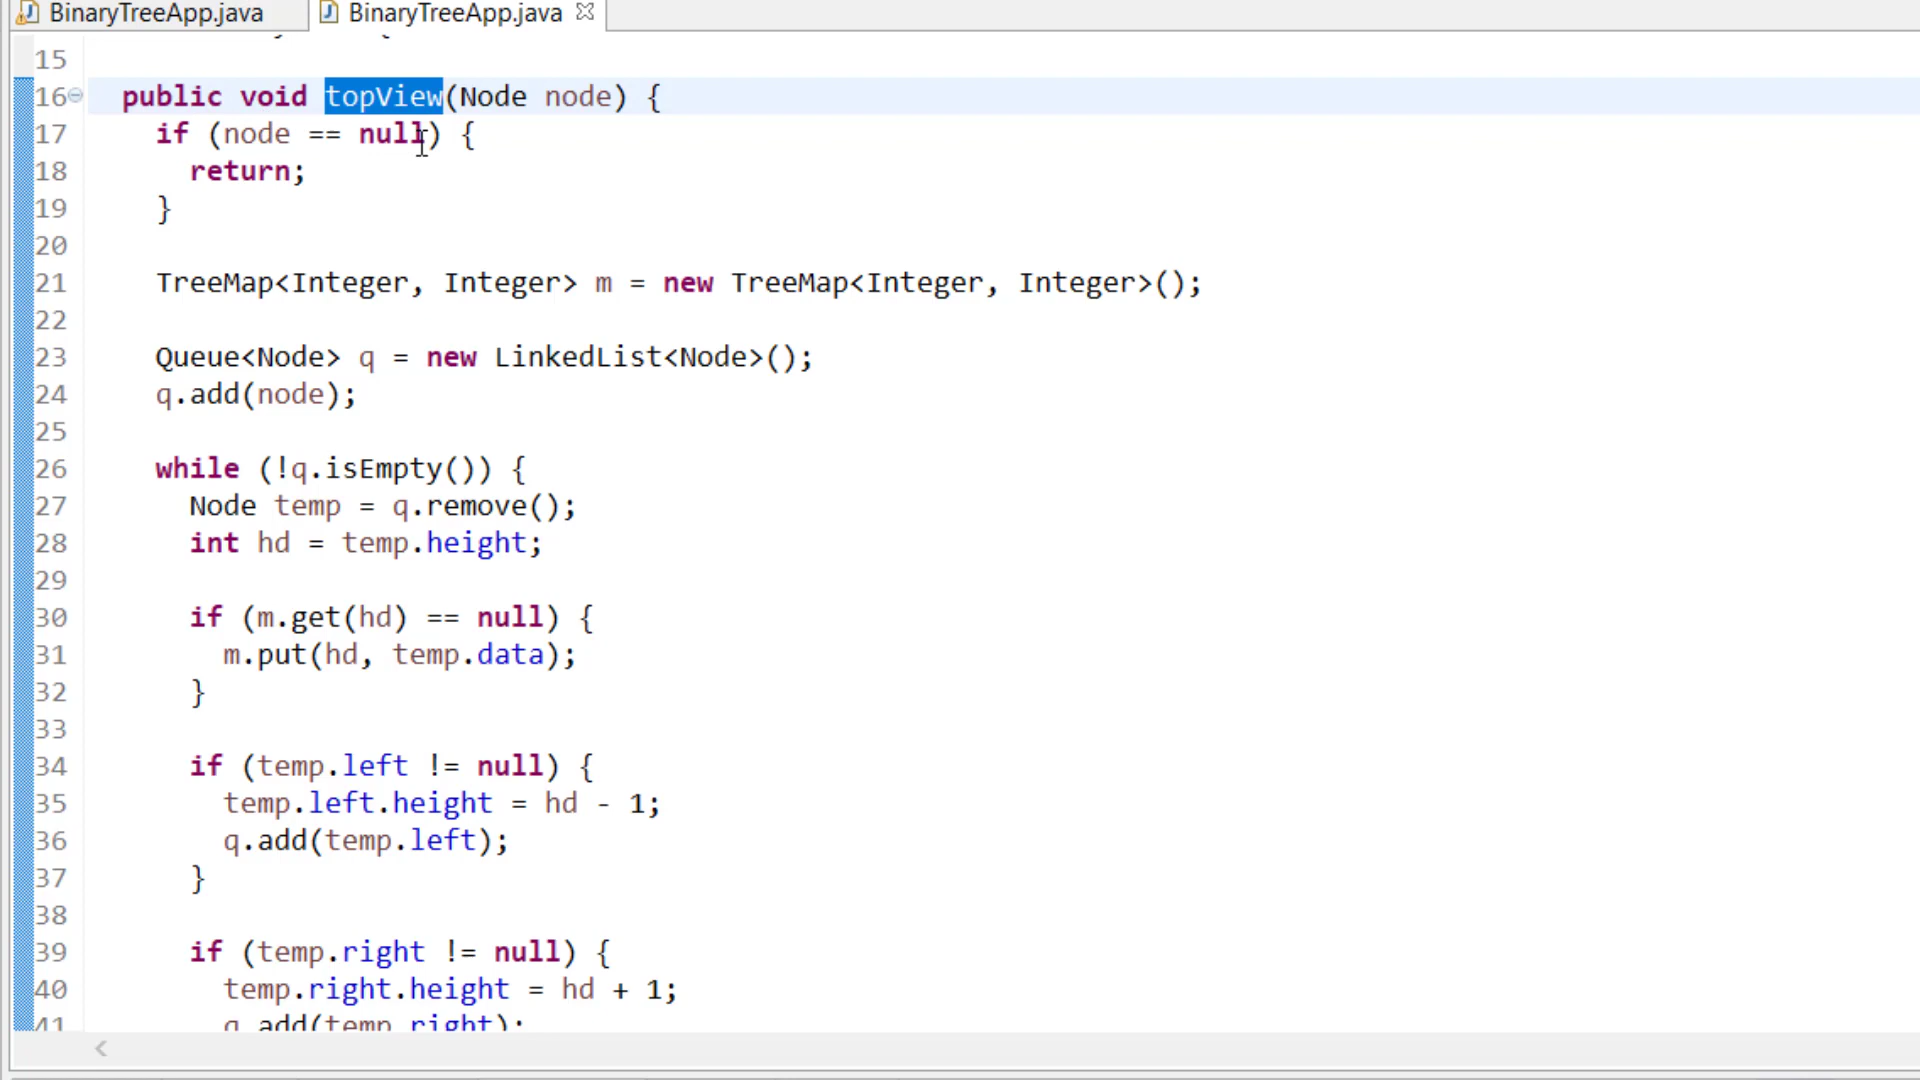 BinaryTreeApp.java BinaryTreeApp.java
15
16 public void topView(Node node) {
17 if (node == null) {
18 return;
19 }
20
21 TreeMap<Integer, Integer> m = new TreeMap<Integer, Integer>();
22
23 Queue<Node> q = new LinkedList<Node>();
24 q.add(node);
25
26 while (!q.isEmpty()) {
27 Node temp = q.remove();
28 int hd = temp.height;
29
30 if (m.get(hd) == null) {
31 m.put(hd, temp.data);
32 }
33
34 if (temp.left != null) {
35 temp.left.height = hd - 1;
36 q.add(temp.left);
37 }
38
39 if (temp.right != null) {
40 temp.right.height = hd + 1;
41 q.add(temp.right);